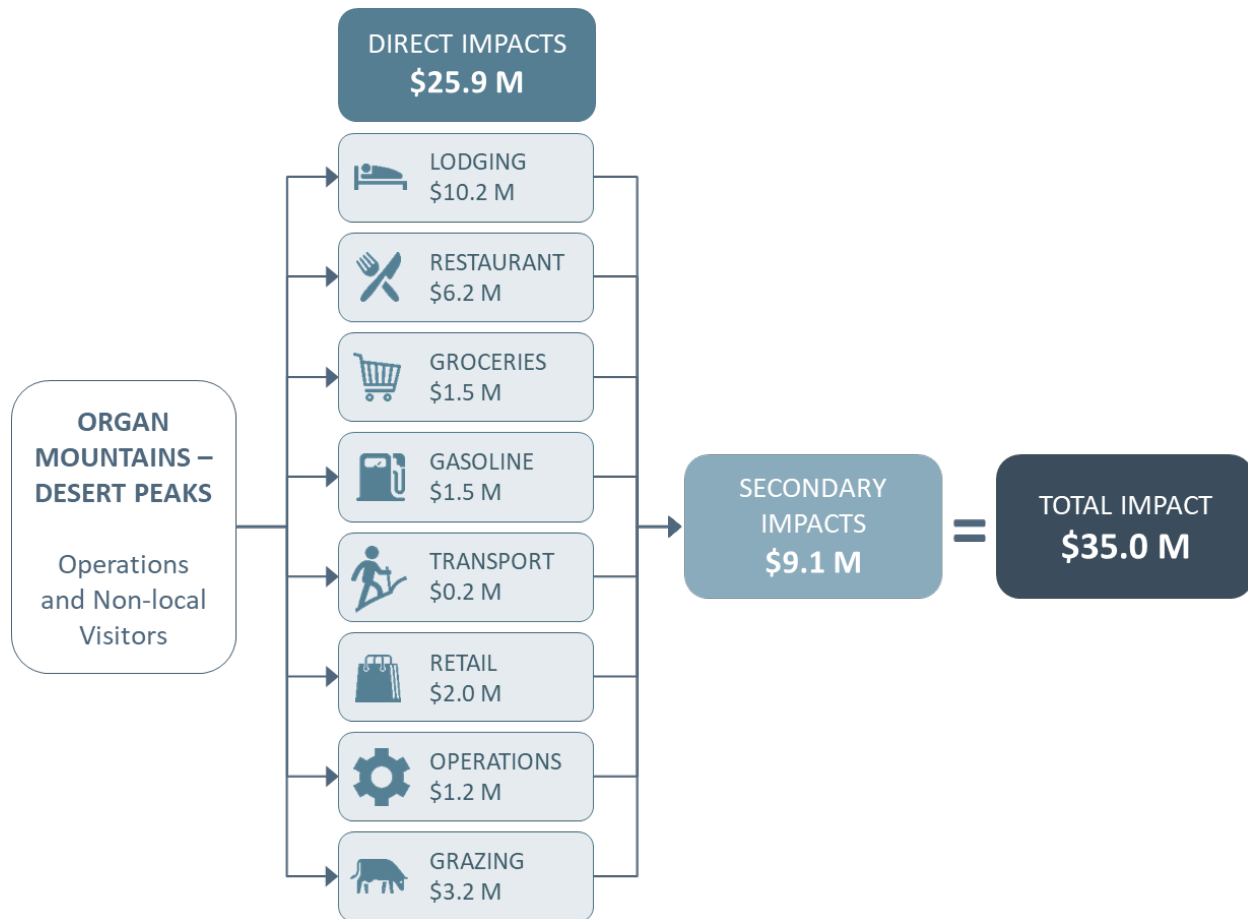 DIRECT IMPACTS
$25.9 M
LODGING
$10.2 M
RESTAURANT
$6.2 M
GROCERIES
$1.5 M
GASOLINE
$1.5 M
TRANSPORT
$0.2 M
RETAIL
$2.0 M
OPERATIONS
$1.2 M
GRAZING
$3.2 M
ORGAN
MOUNTAINS –
DESERT PEAKS
Operations
and Non-local
Visitors
SECONDARY
IMPACTS
$9.1 M
=
TOTAL IMPACT
$35.0 M